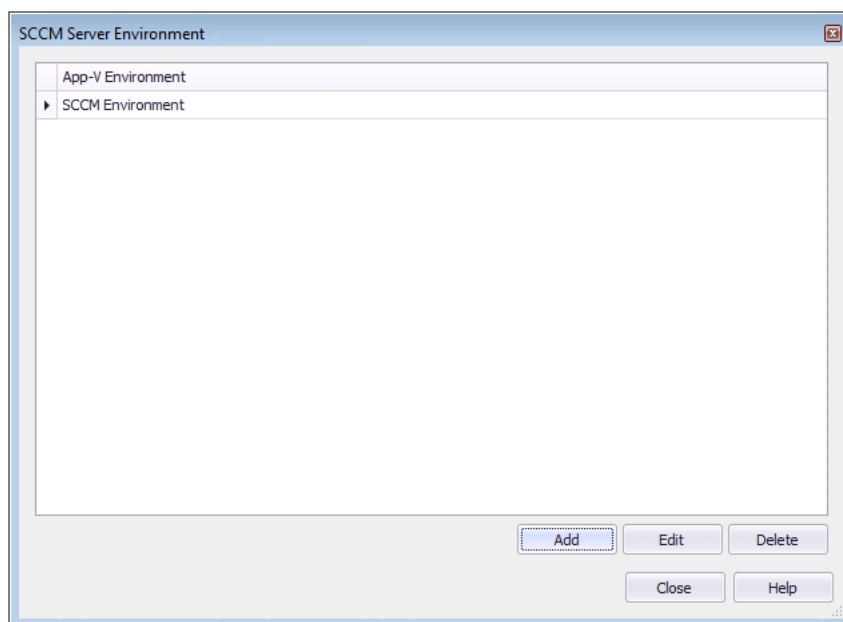 SCCM Server Environment
App-V Environment
SCCM Environment
Add Edit Delete
Close Help